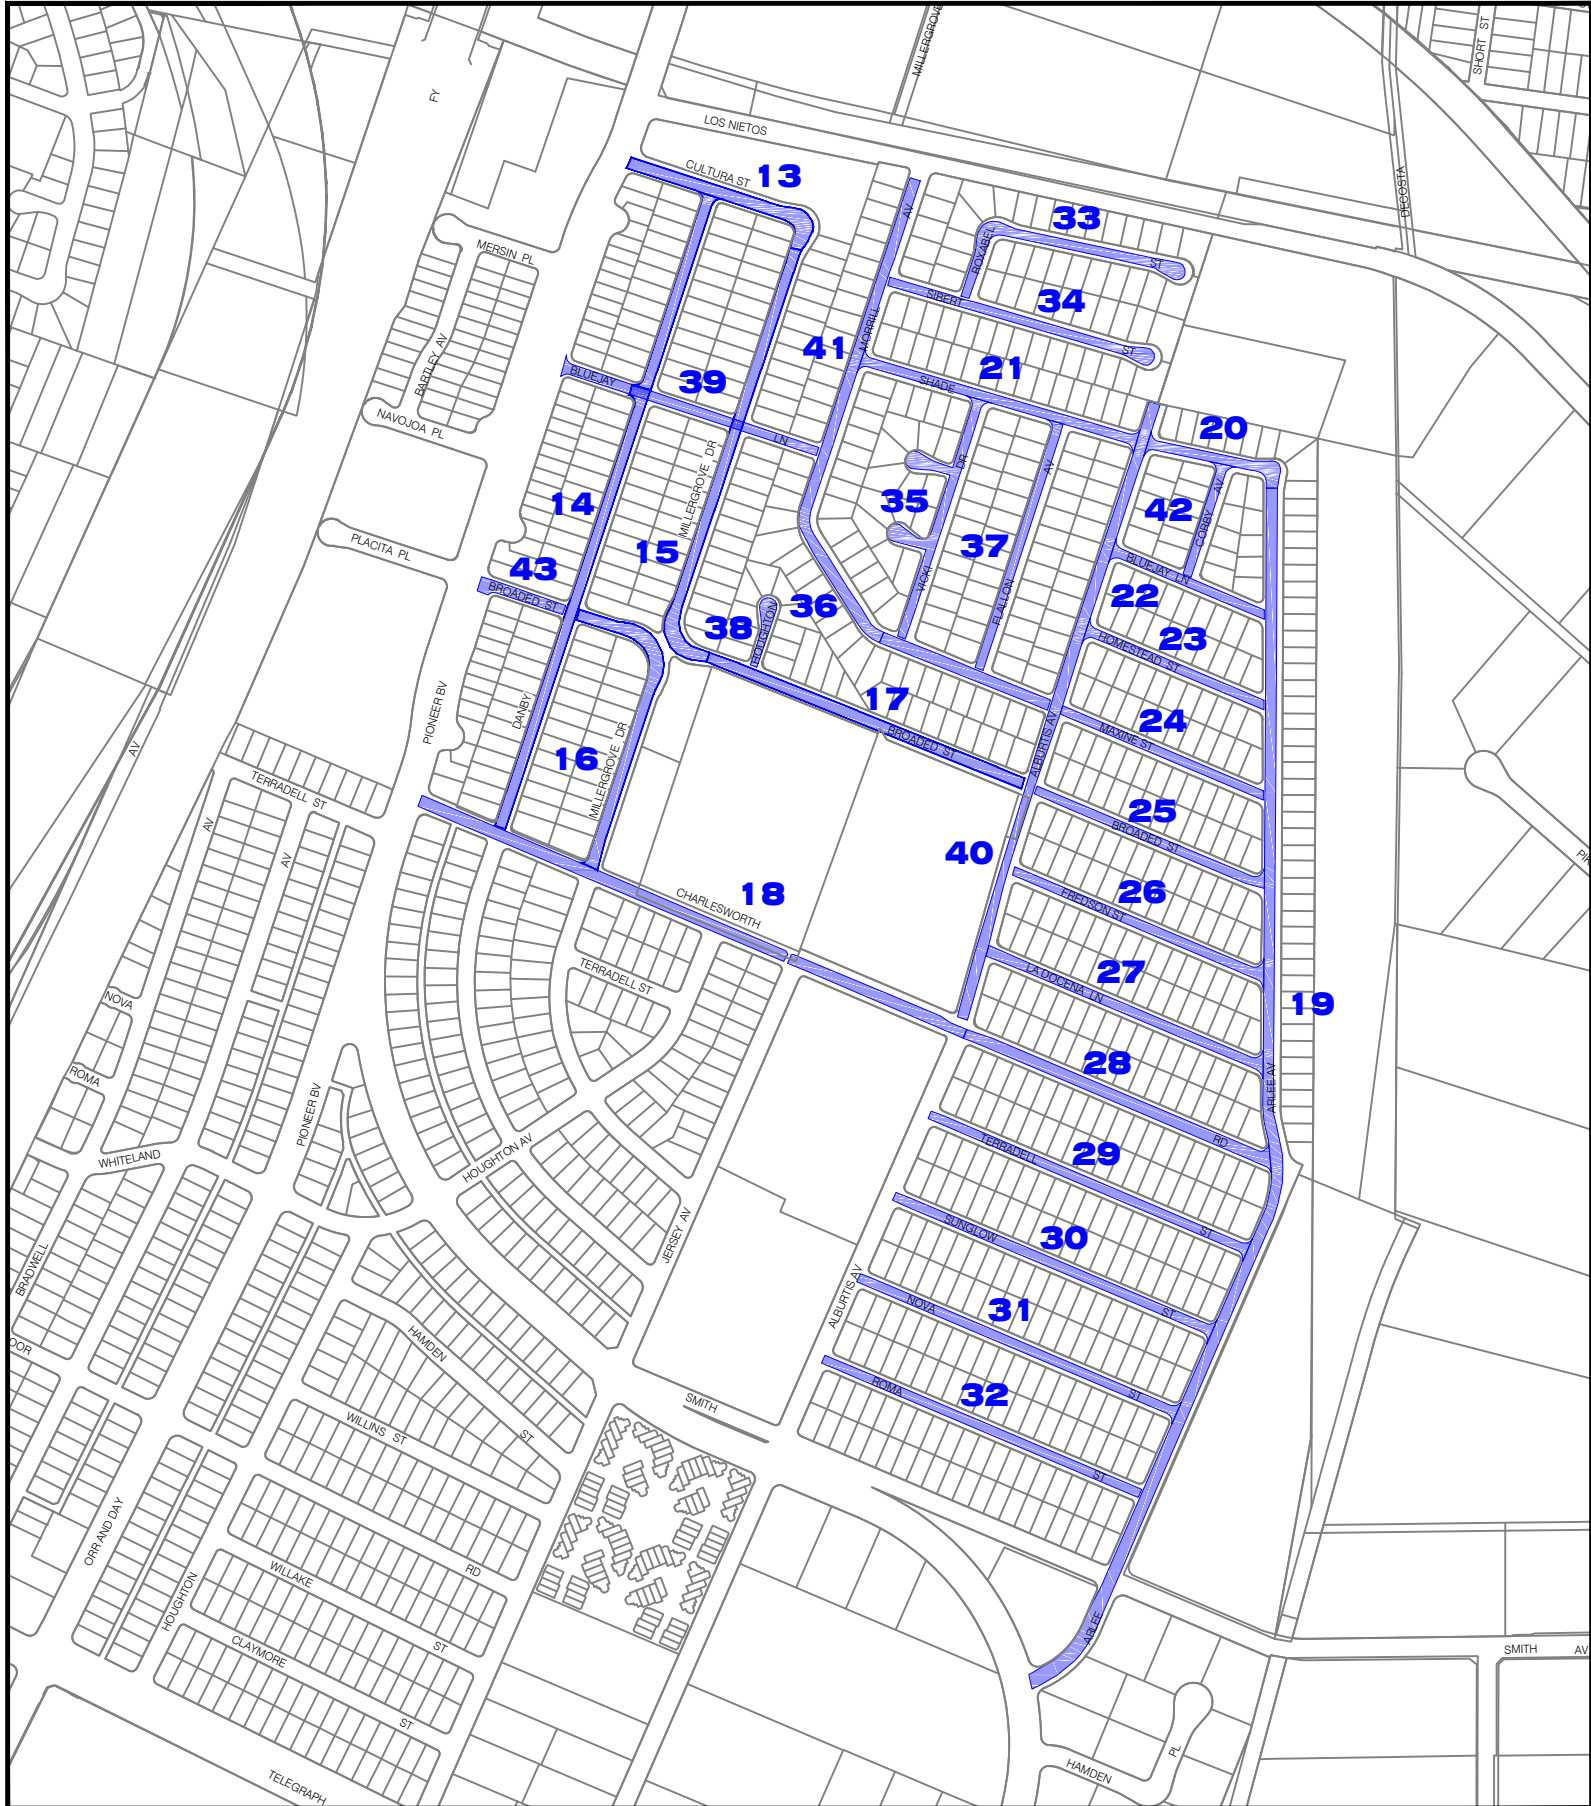 MILLERGROVE
SHORT ST
FY
LOS NIETOS
DECOSTA
CULTURA ST
13
AV
33
ROXABEL
ST
MERSIN PL
34
SIRERT
ST
MORRILL
41
21
BARTLEY AV
BLUEJAY
39
SHADE
NAVOJOA PL
20
LN
MILLERGROVE DR
DR
AV
14
35
42
AV
CORBY
PLACITA PL
15
37
43
BROADED ST
BLUEJAY LN
VICKI
FLALLON
22
36
38
HOUGHTON
23
HOMESTEAD ST
PIONEER BV
DANBY
17
24
BROADED ST
ALBURTIS AV
MAXINE ST
AV
16
MILLERGROVE DR
TERRADELL ST
25
BROADED ST
AV
AV
40
PIK
18
CHARLESWORTH
26
FREDSON ST
TERRADELL ST
27
LA DOCENA LN
NOVA
19
28
ROMA
ARLEE AV
PIONEER BV
RD
29
TERRADELL
WHITELAND
HOUGHTON AV
SUNGLOW
30
ST
JERSEY AV
BRADWELL
ALBURTIS AV
NOVA
31
ST
OOR
HAMDEN
ROMA
32
ST
SMITH
WILLINS ST
ST
ST
ORR AND DAY
RD
WILLAKE
HOUGHTON
ST
CLAYMORE
ARLEE
SMITH AV
ST
PL
HAMDEN
TELEGRAPH